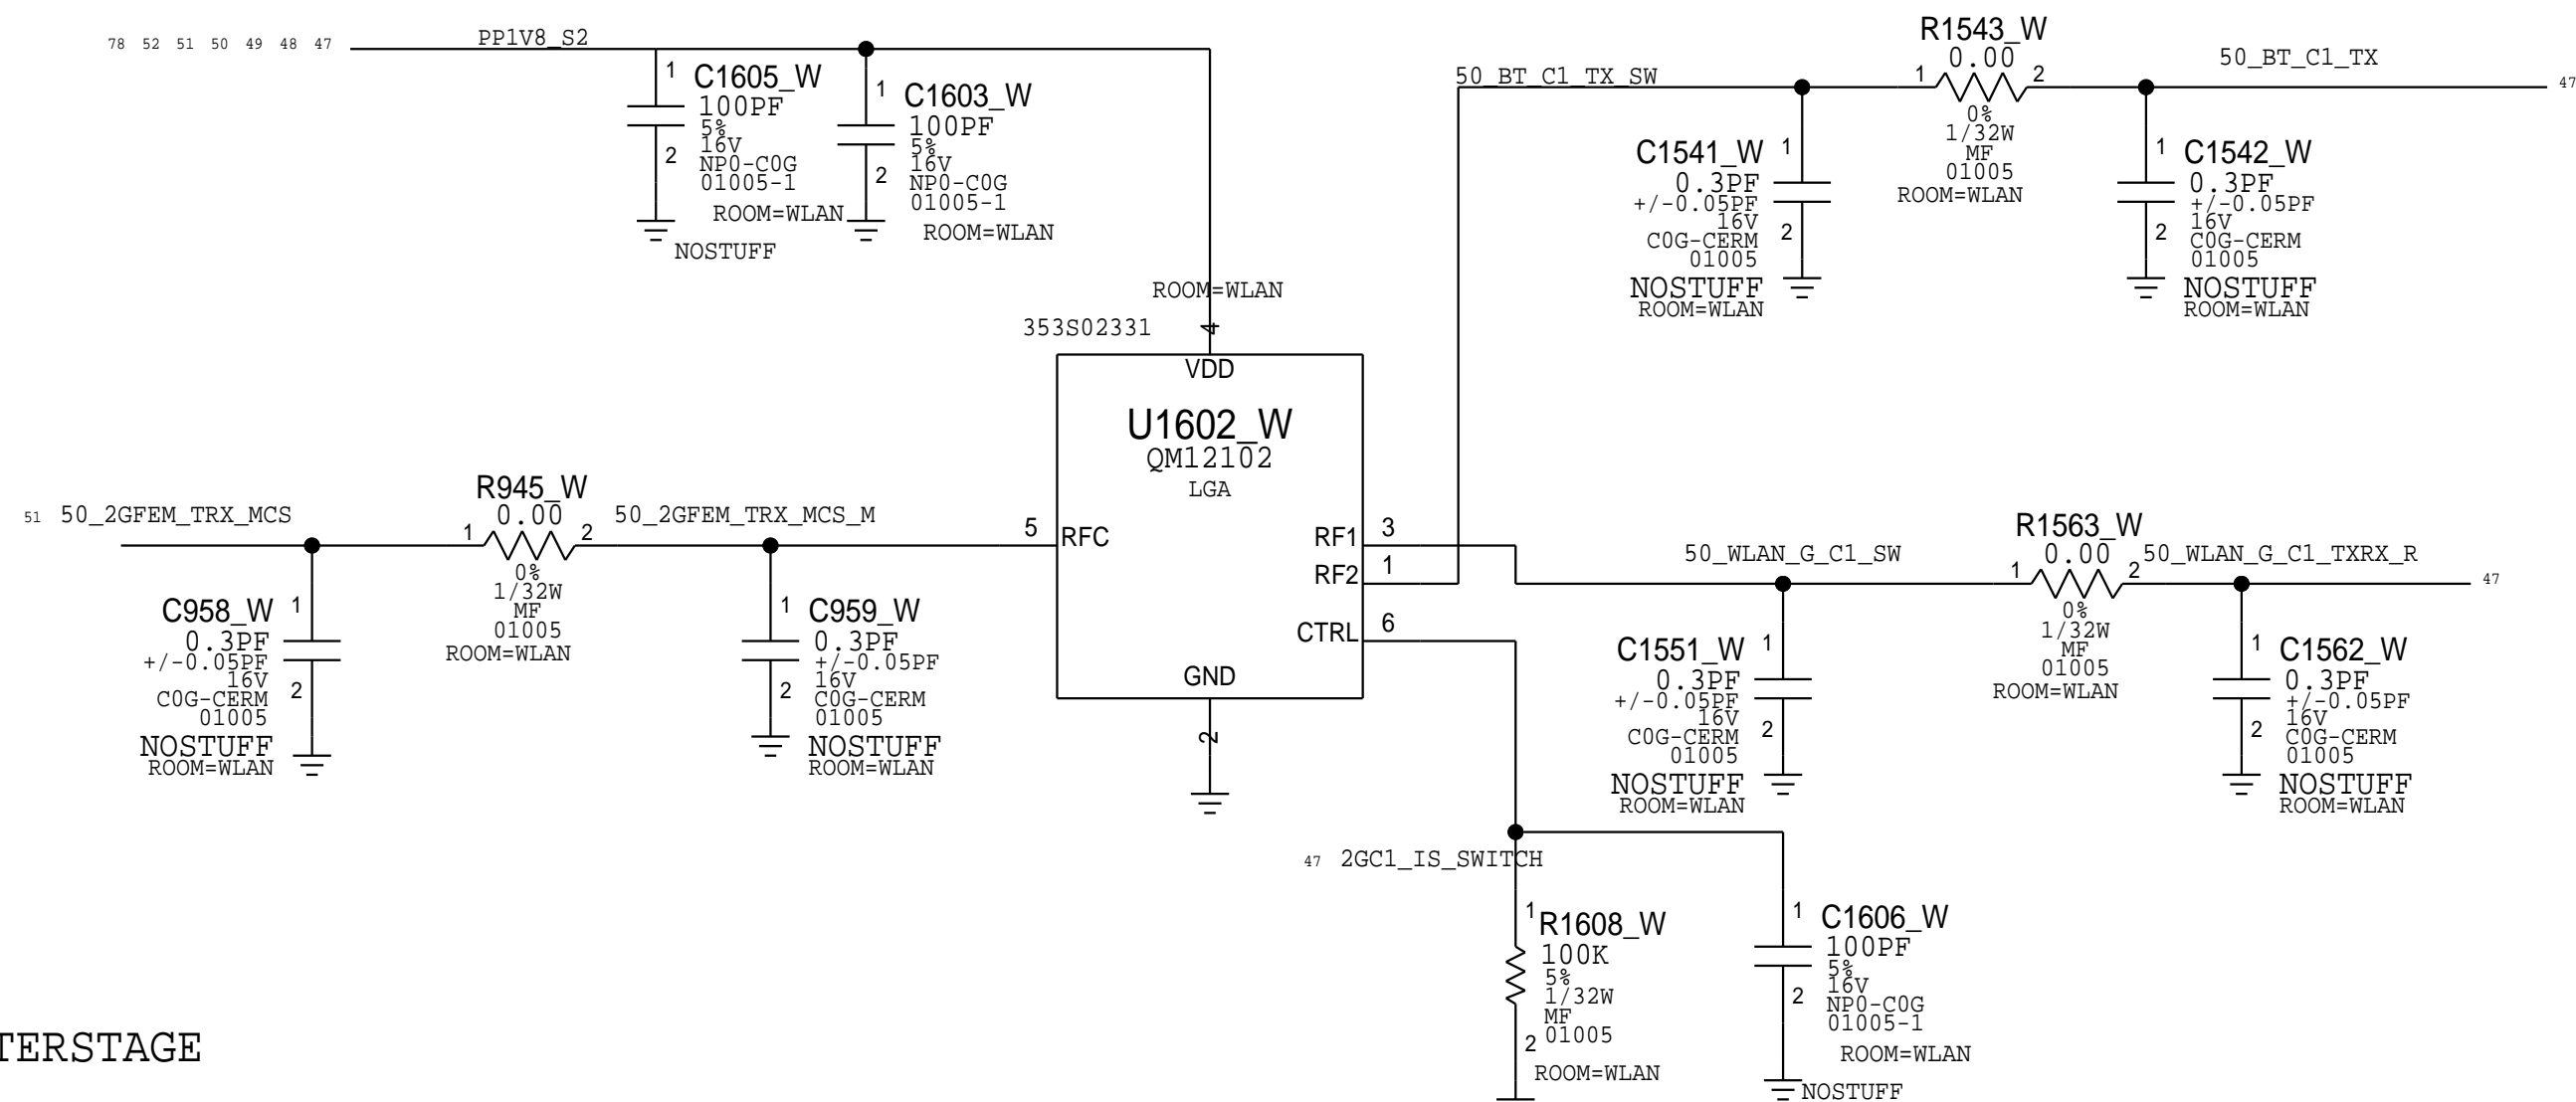 78 52 51 50 49 48 47
PP1V8_S2
1
C1605_W
100PF
5%
16V
NP0-C0G
01005-1
2
ROOM=WLAN
NOSTUFF
1
C1603_W
100PF
5%
16V
NP0-C0G
01005-1
2
ROOM=WLAN
50_BT_C1_TX_SW
R1543_W
0.00
1
2
0%
1/32W
MF
01005
ROOM=WLAN
50_BT_C1_TX
47
C1541_W
1
0.3PF
+/-0.05PF
16V
2
C0G-CERM
01005
NOSTUFF
ROOM=WLAN
1
C1542_W
0.3PF
+/-0.05PF
16V
2
C0G-CERM
01005
NOSTUFF
ROOM=WLAN
ROOM=WLAN
353S02331
4
VDD
U1602_W
QM12102
LGA
5
RFC
RF1
3
RF2
1
CTRL
6
GND
2
51
50_2GFEM_TRX_MCS
R945_W
0.00
1
2
0%
1/32W
MF
01005
ROOM=WLAN
50_2GFEM_TRX_MCS_M
C958_W
1
0.3PF
+/-0.05PF
16V
2
C0G-CERM
01005
NOSTUFF
ROOM=WLAN
1
C959_W
0.3PF
+/-0.05PF
16V
2
C0G-CERM
01005
NOSTUFF
ROOM=WLAN
50_WLAN_G_C1_SW
R1563_W
0.00
1
2
0%
1/32W
MF
01005
ROOM=WLAN
50_WLAN_G_C1_TXRX_R
47
C1551_W
1
0.3PF
+/-0.05PF
16V
2
C0G-CERM
01005
NOSTUFF
ROOM=WLAN
1
C1562_W
0.3PF
+/-0.05PF
16V
2
C0G-CERM
01005
NOSTUFF
ROOM=WLAN
47
2GC1_IS_SWITCH
1
R1608_W
100K
5%
1/32W
MF
01005
2
ROOM=WLAN
1
C1606_W
100PF
5%
16V
2
NP0-C0G
01005-1
ROOM=WLAN
NOSTUFF
TERSTAGE